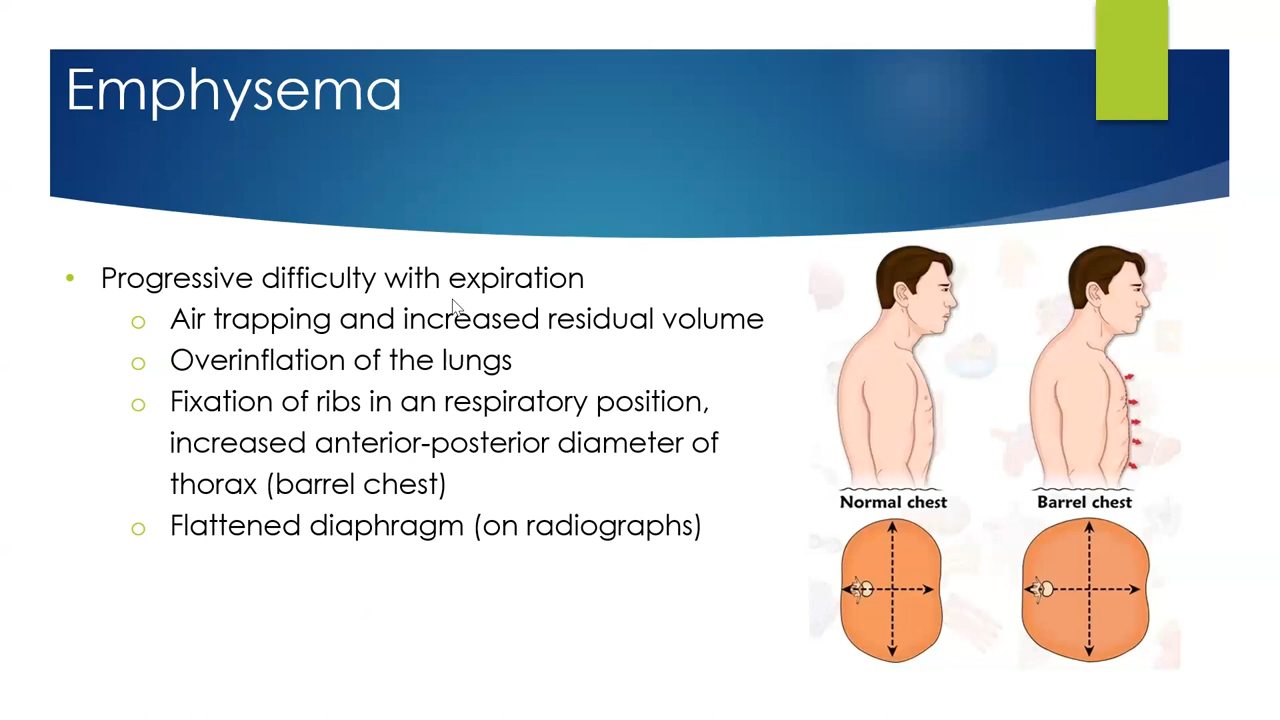 Emphysema
• Progressive difficulty with expiration
o Air trapping and increased residual volume
o Overinflation of the lungs
o Fixation of ribs in an respiratory position,
increased anterior-posterior diameter of
thorax (barrel chest)
o Flattened diaphragm (on radiographs)
Normal chest
Barrel chest